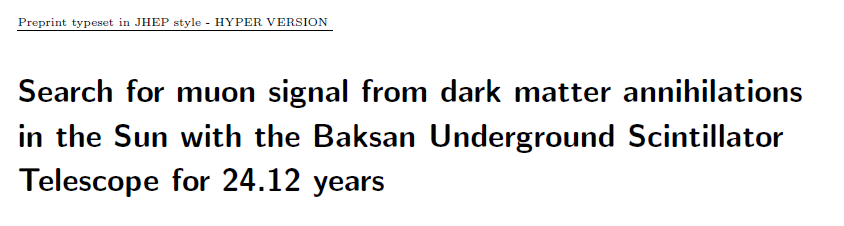 Preprint typeset in JHEP style - HYPER VERSION
Search for muon signal from dark matter annihilations
in the Sun with the Baksan Underground Scintillator
Telescope for 24.12 years